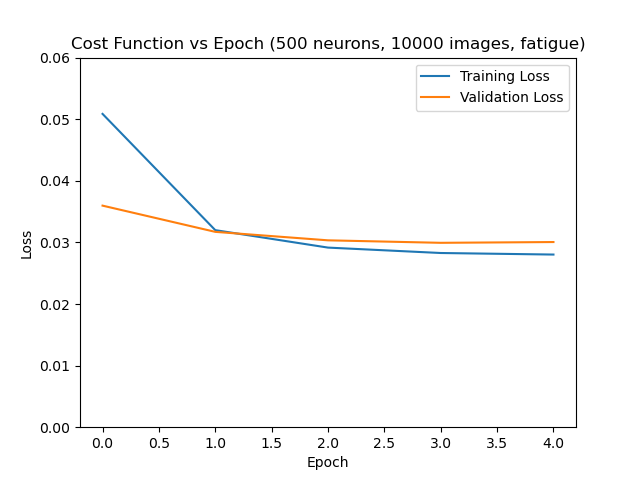 Cost Function vs Epoch (500 neurons, 10000 images, fatigue)
0.06
0.05
0.04
0.03
0.02
0.01
0.00
Loss
Training Loss
Validation Loss
0.0 0.5 1.0 1.5 2.0 2.5 3.0 3.5 4.0
Epoch